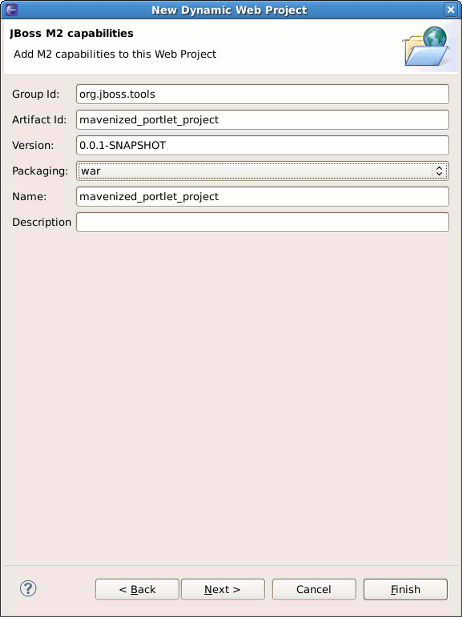 New Dynamic Web Project
JBoss M2 capabilities
Add M2 capabilities to this Web Project
Group Id: org.jboss.tools
Artifact Id: mavenized_portlet_project
Version: 0.0.1-SNAPSHOT
Packaging: war
Name: mavenized_portlet_project
Description
? < Back Next > Cancel Finish